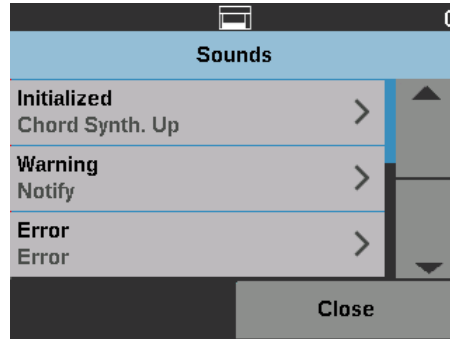 Sounds
Initialized
Chord Synth. Up
Warning
Notify
Error
Error
Close